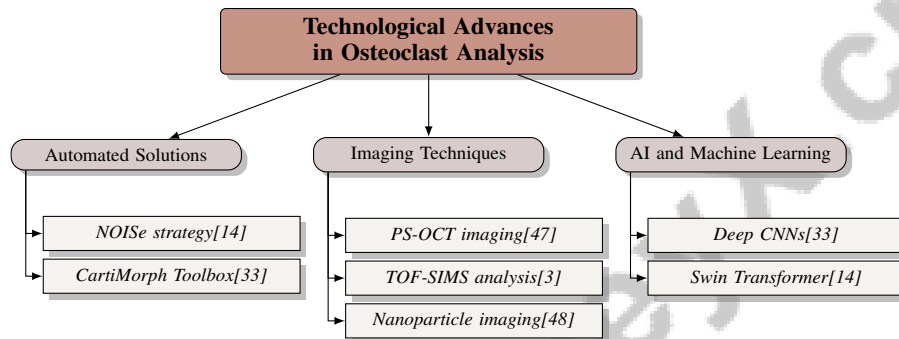 Technological Advances
in Osteoclast Analysis
Automated Solutions
Imaging Techniques
AI and Machine Learning
NOISe strategy[14]
PS-OCT imaging[47]
Deep CNNs[33]
CartiMorph Toolbox[33]
TOF-SIMS analysis[3]
Swin Transformer[14]
Nanoparticle imaging[48]